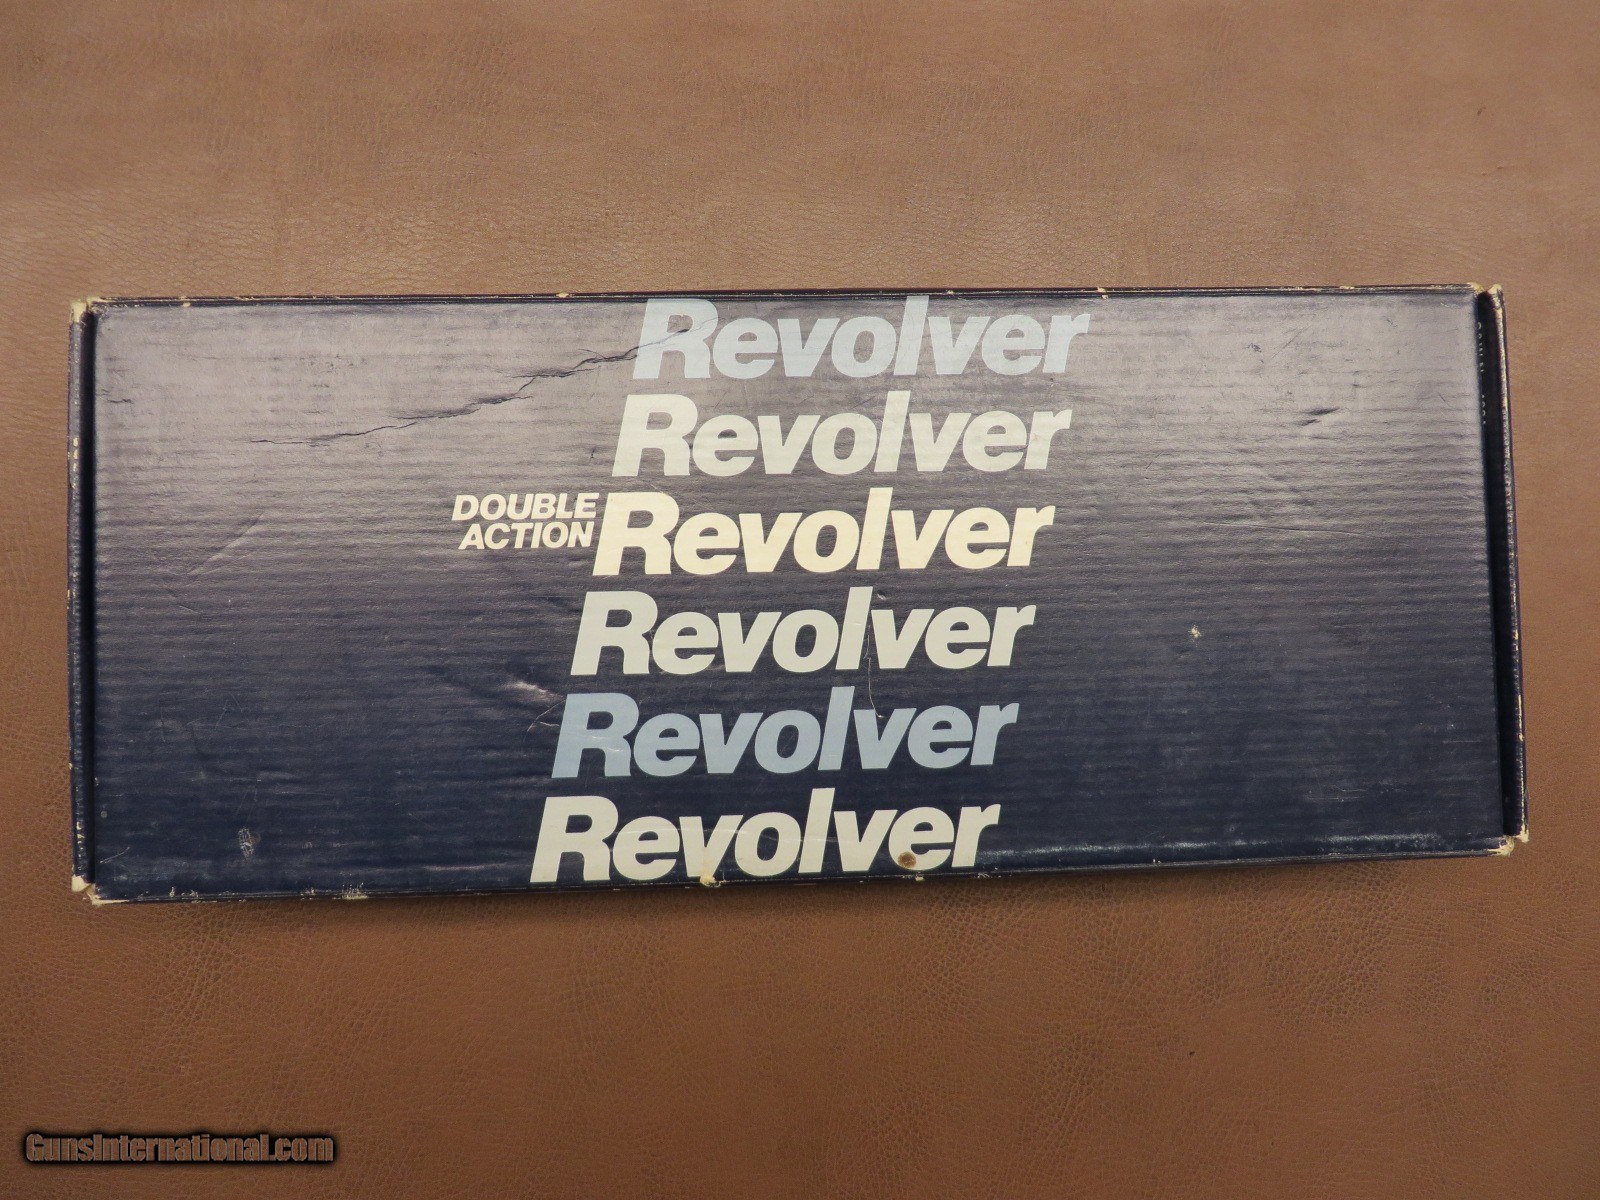 Revolver
Revolver
DOUBLE
ACTION
Revolver
Revolver
Revolver
Revolver
GunsInternational.com